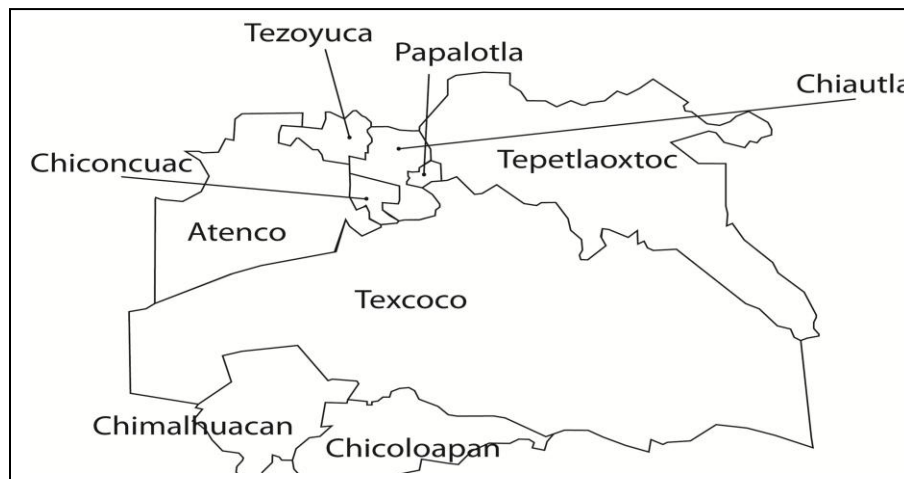 Tezoyuca
Papalotla
Chiautla
Chiconcuac
Tepetlaoxtoc
Atenco
Texcoco
Chimalhuacan
Chicoloapan